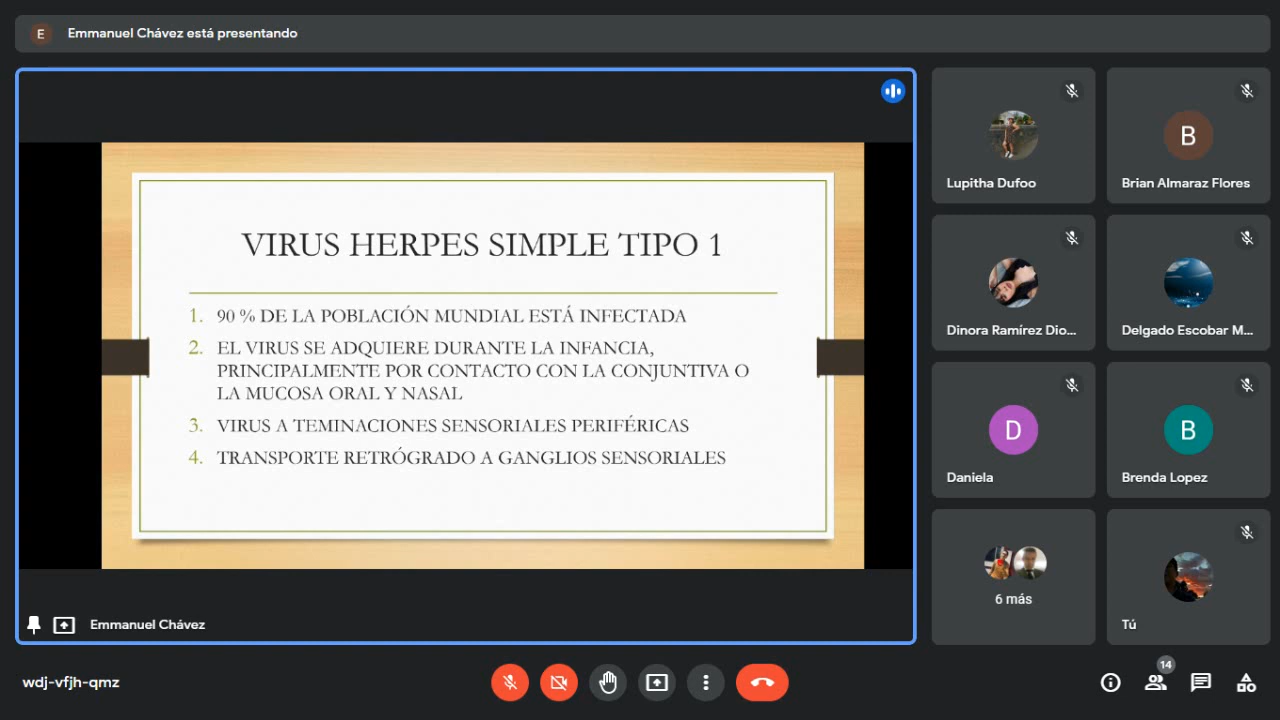 E
Emmanuel Chávez está presentando
VIRUS HERPES SIMPLE TIPO 1
1. 90 % DE LA POBLACIÓN MUNDIAL ESTÁ INFECTADA
2. EL VIRUS SE ADQUIERE DURANTE LA INFANCIA,
PRINCIPALMENTE POR CONTACTO CON LA CONJUNTIVA O
LA MUCOSA ORAL Y NASAL
3. VIRUS A TEMINACIONES SENSORIALES PERIFÉRICAS
4. TRANSPORTE RETRÓGRADO A GANGLIOS SENSORIALES
Emmanuel Chávez
Lupitha Dufoo
B
Brian Almaraz Flores
Dinora Ramírez Dio...
Delgado Escobar M...
D
Daniela
B
Brenda Lopez
6 más
Tú
wdj-vfjh-qmz
14